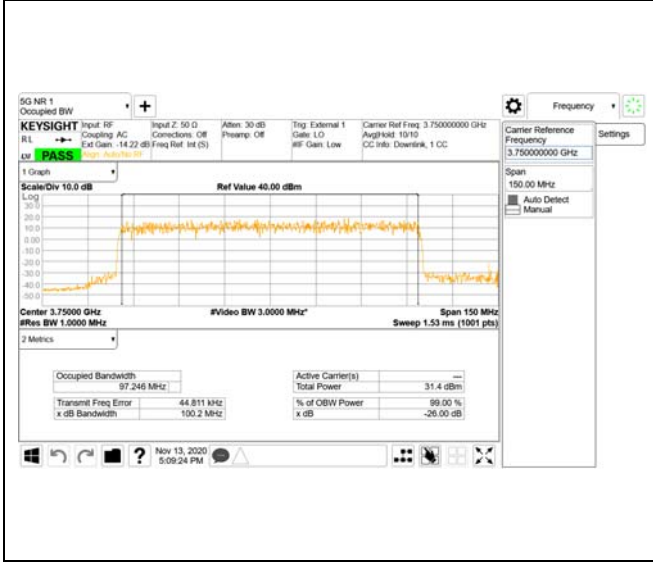 5G NR 1
Occupied BW
Frequency
KEYSIGHT
RL
PASS
Input: RF
Coupling: AC
Ext Gain: -14.22 dB
Align: Auto/No RF
Input Z: 50 Ω
Corrections: Off
Freq Ref: Int (S)
Atten: 30 dB
Preamp: Off
Trig: External 1
Gate: LO
#IF Gain: Low
Carrier Ref Freq: 3.750000000 GHz
Avg|Hold: 10/10
CC Info: Downlink, 1 CC
Carrier Reference
Frequency
3.750000000 GHz
Settings
Span
150.00 MHz
Auto Detect
Manual
1 Graph
Scale/Div 10.0 dB
Ref Value 40.00 dBm
Log
30.0
20.0
10.0
0.00
-10.0
-20.0
-30.0
-40.0
-50.0
Center 3.75000 GHz
#Video BW 3.0000 MHz*
Span 150 MHz
#Res BW 1.0000 MHz
Sweep 1.53 ms (1001 pts)
2 Metrics
Occupied Bandwidth
97.246 MHz
Active Carrier(s)
---
Total Power
31.4 dBm
Transmit Freq Error
44.811 kHz
% of OBW Power
99.00 %
x dB Bandwidth
100.2 MHz
x dB
-26.00 dB
?
Nov 13, 2020
5:09:24 PM